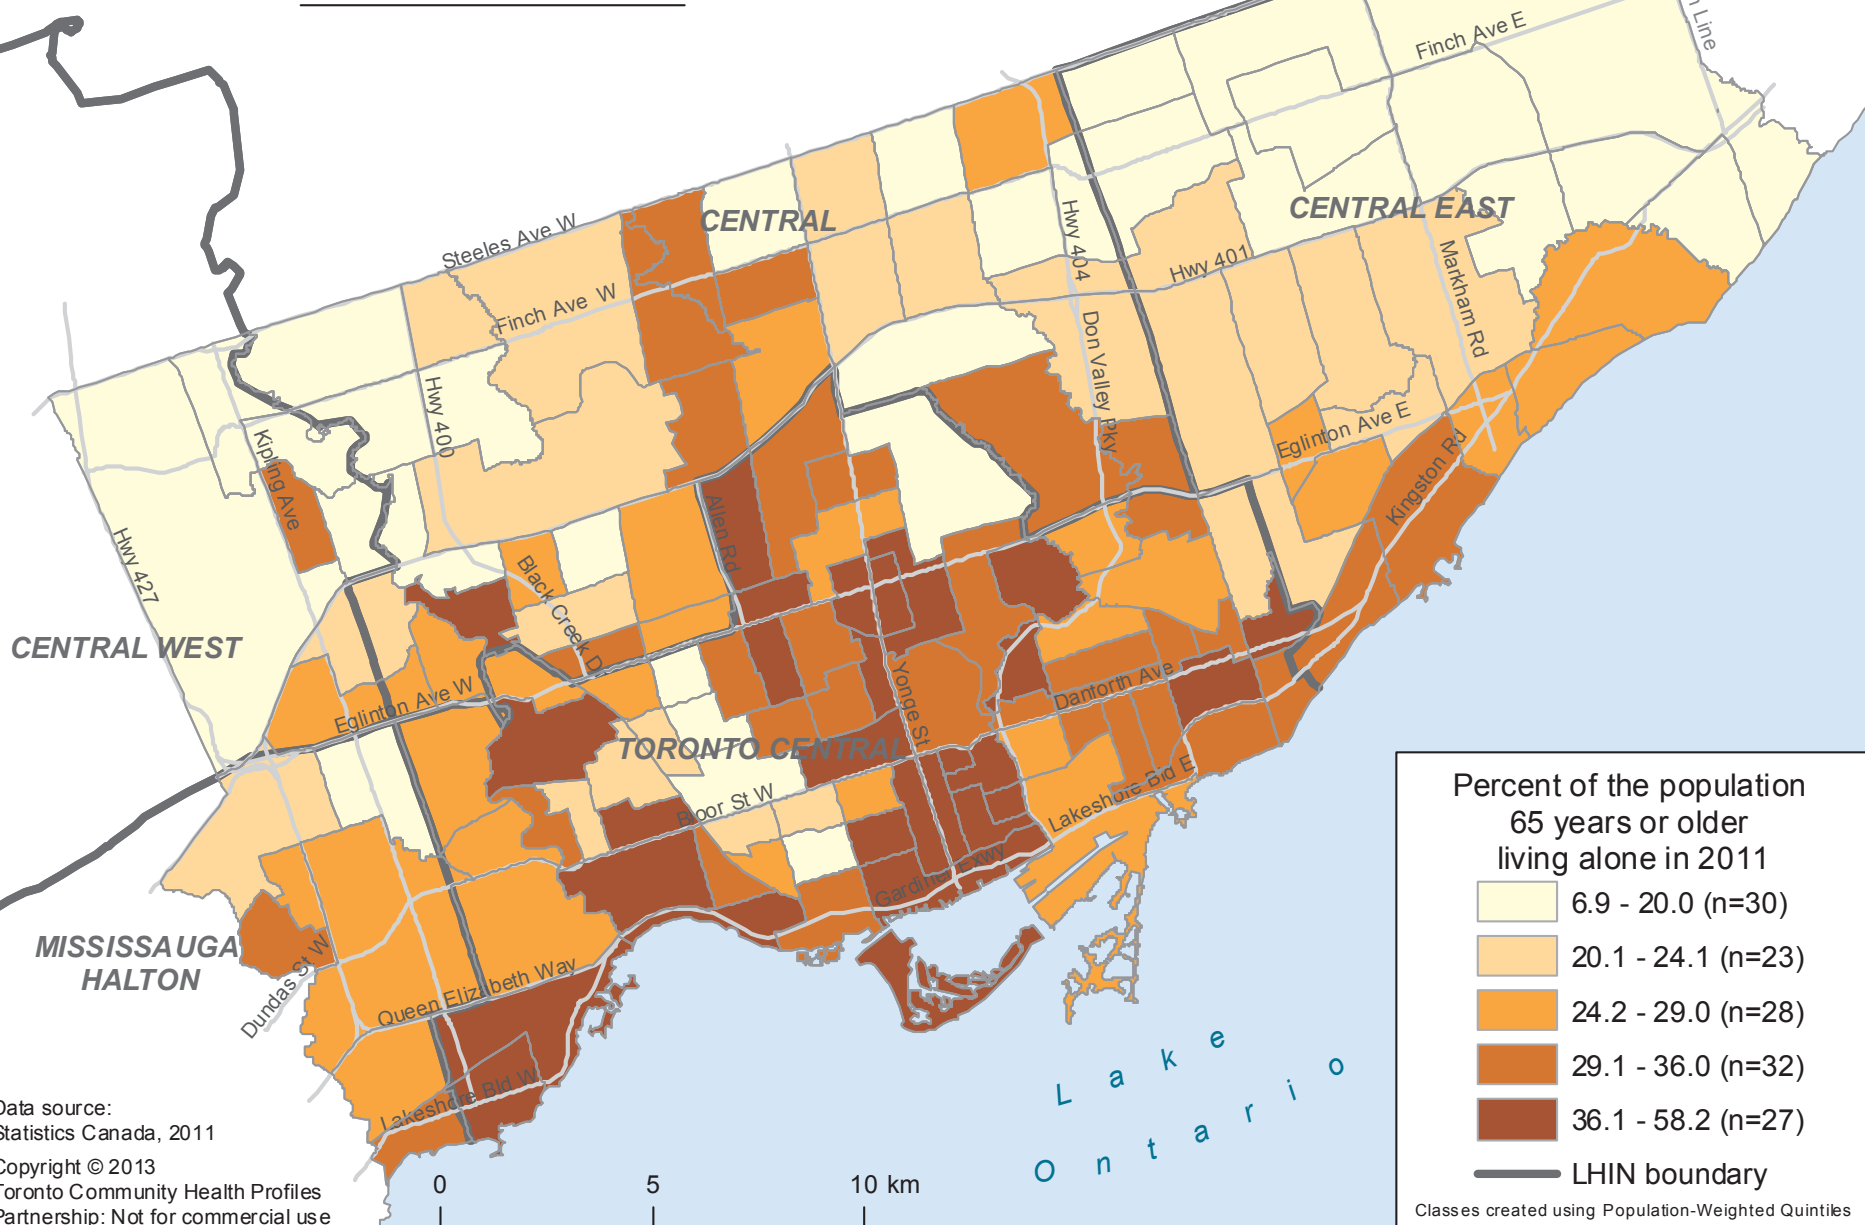 Finch Ave E
Line
CENTRAL
CENTRAL EAST
Steeles Ave W
Hwy 404
Hwy 401
Markham Rd
Finch Ave W
Don Valley Pky
Hwy 400
Kipling Ave
Eglinton Ave E
Kingston Rd
Allen Rd
Hwy 427
Black Creek D
CENTRAL WEST
Eglinton Ave W
Yonge St
Danforth Ave
TORONTO CENTRAL
Bloor St W
Lakeshore Bld E
Gardiner Expwy
MISSISSAUGA
HALTON
Dundas St W
Queen Elizabeth Way
Lakeshore Bld W
Lake
Ontario
Percent of the population
65 years or older
living alone in 2011
6.9 - 20.0 (n=30)
20.1 - 24.1 (n=23)
24.2 - 29.0 (n=28)
29.1 - 36.0 (n=32)
36.1 - 58.2 (n=27)
LHIN boundary
Classes created using Population-Weighted Quintiles
Data source:
Statistics Canada, 2011
Copyright © 2013
Toronto Community Health Profiles
Partnership: Not for commercial use
0 5 10 km